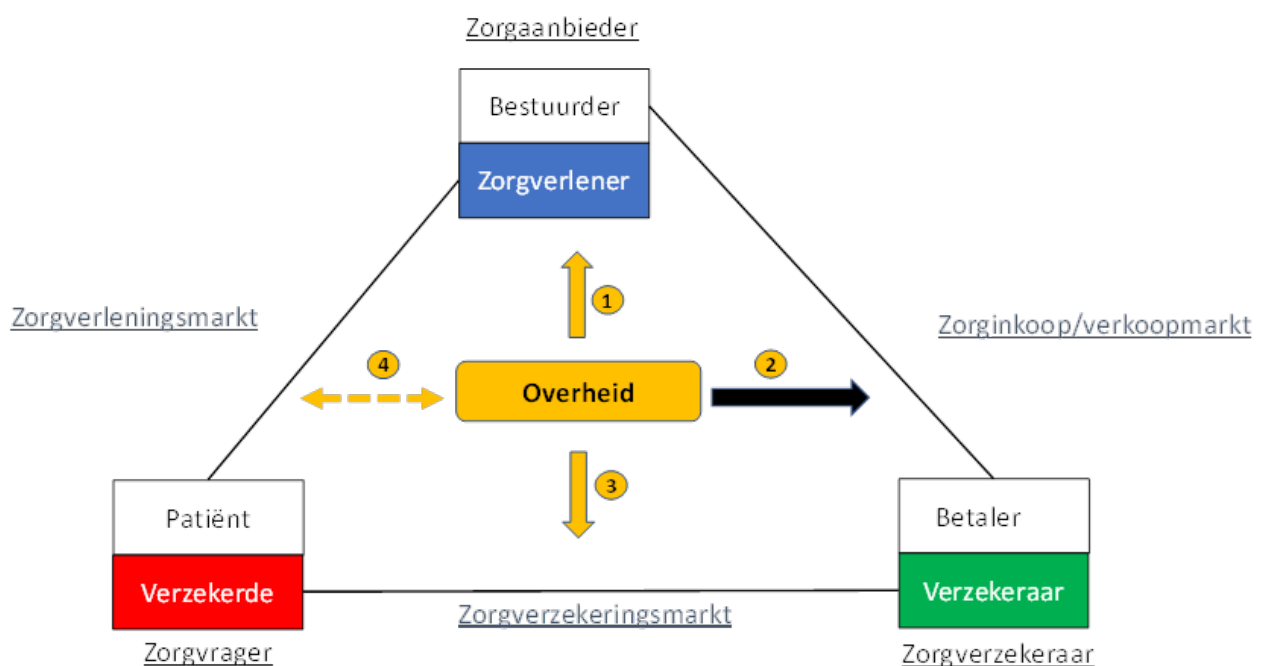 Zorgaanbieder
Bestuurder
Zorgverlener
1
Zorgverleningsmarkt
Zorginkoop/verkoopmarkt
4
2
Overheid
3
Patiënt
Betaler
Verzekerde
Verzekeraar
Zorgverzekeringsmarkt
Zorgvrager
Zorgverzekeraar